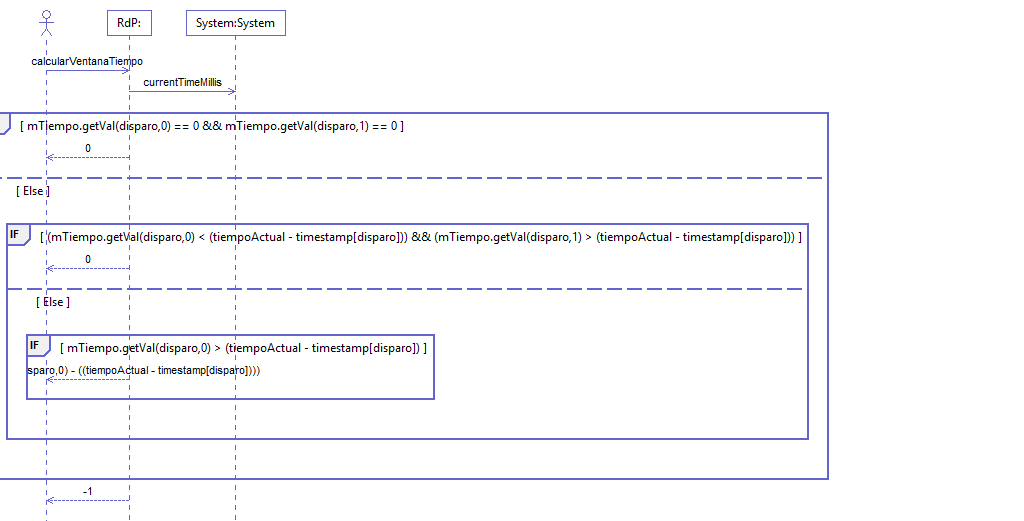 RdP:
System:System
calcularVentanaTiempo
currentTimeMillis
[ mTiempo.getVal(disparo,0) == 0 && mTiempo.getVal(disparo,1) == 0 ]
0
[ Else ]
IF
[ (mTiempo.getVal(disparo,0) < (tiempoActual - timestamp[disparo])) && (mTiempo.getVal(disparo,1) > (tiempoActual - timestamp[disparo])) ]
0
[ Else ]
IF
[ mTiempo.getVal(disparo,0) > (tiempoActual - timestamp[disparo]) ]
sparo,0) - ((tiempoActual - timestamp[disparo])))
-1